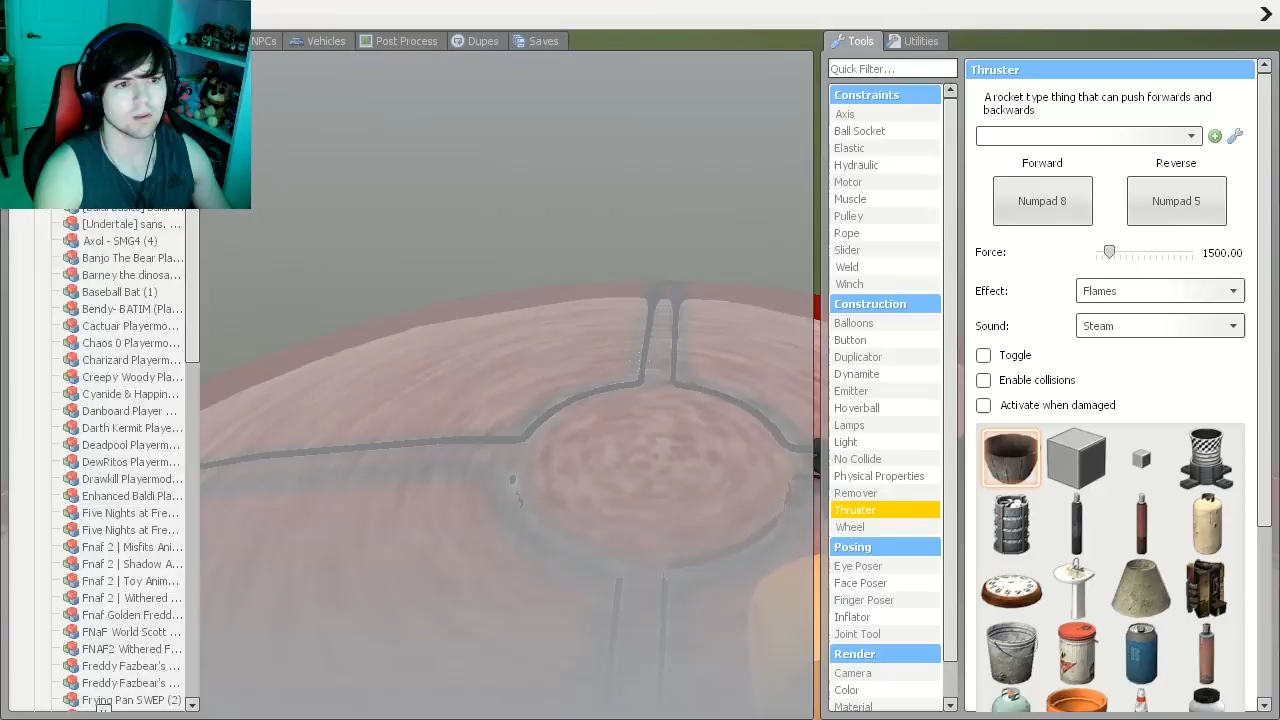 NPCs
Vehicles
Post Process
Dupes
Saves
Tools
Utilities
[Undertale] sans. ...
Axol - SMG4 (4)
Banjo The Bear Pla...
Barney the dinosa...
Baseball Bat (1)
Bendy- BATIM (Pla...
Cactuar Playermo...
Chaos 0 Playermod...
Charizard Playerm...
Creepy Woody Pla...
Cyanide & Happin...
Danboard Player ...
Darth Kermit Playe...
Deadpool Playerm...
DewRitos Playerm...
Drawkill Playermod...
Enhanced Baldi Pla...
Five Nights at Fre...
Five Nights at Fre...
Fnaf 2 | Misfits Ani...
Fnaf 2 | Shadow A...
Fnaf 2 | Toy Anim...
Fnaf 2 | Withered ...
Fnaf Golden Fredd...
FNaF World Scott ...
FNAF2 Withered F...
Freddy Fazbear's ...
Freddy Fazbear's ...
Frying Pan SWEP (2)
Quick Filter...
Constraints
Axis
Ball Socket
Elastic
Hydraulic
Motor
Muscle
Pulley
Rope
Slider
Weld
Winch
Construction
Balloons
Button
Duplicator
Dynamite
Emitter
Hoverball
Lamps
Light
No Collide
Physical Properties
Remover
Thruster
Wheel
Posing
Eye Poser
Face Poser
Finger Poser
Inflator
Joint Tool
Render
Camera
Color
Material
Thruster
A rocket type thing that can push forwards and
backwards
Forward Reverse
Numpad 8 Numpad 5
Force: 1500.00
Effect: Flames
Sound: Steam
Toggle
Enable collisions
Activate when damaged